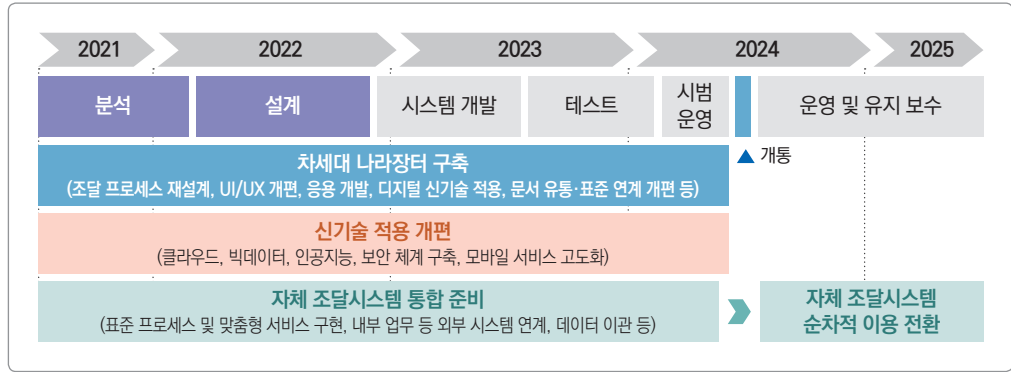 2021 2022 2023 2024 2025
분석 설계 시스템 개발 테스트 시범 운영 운영 및 유지 보수
차세대 나라장터 구축
(조달 프로세스 재설계, UI/UX 개편, 응용 개발, 디지털 신기술 적용, 문서 유통·표준 연계 개편 등)
▲ 개통
신기술 적용 개편
(클라우드, 빅데이터, 인공지능, 보안 체계 구축, 모바일 서비스 고도화)
자체 조달시스템 통합 준비
(표준 프로세스 및 맞춤형 서비스 구현, 내부 업무 등 외부 시스템 연계, 데이터 이관 등)
자체 조달시스템
순차적 이용 전환